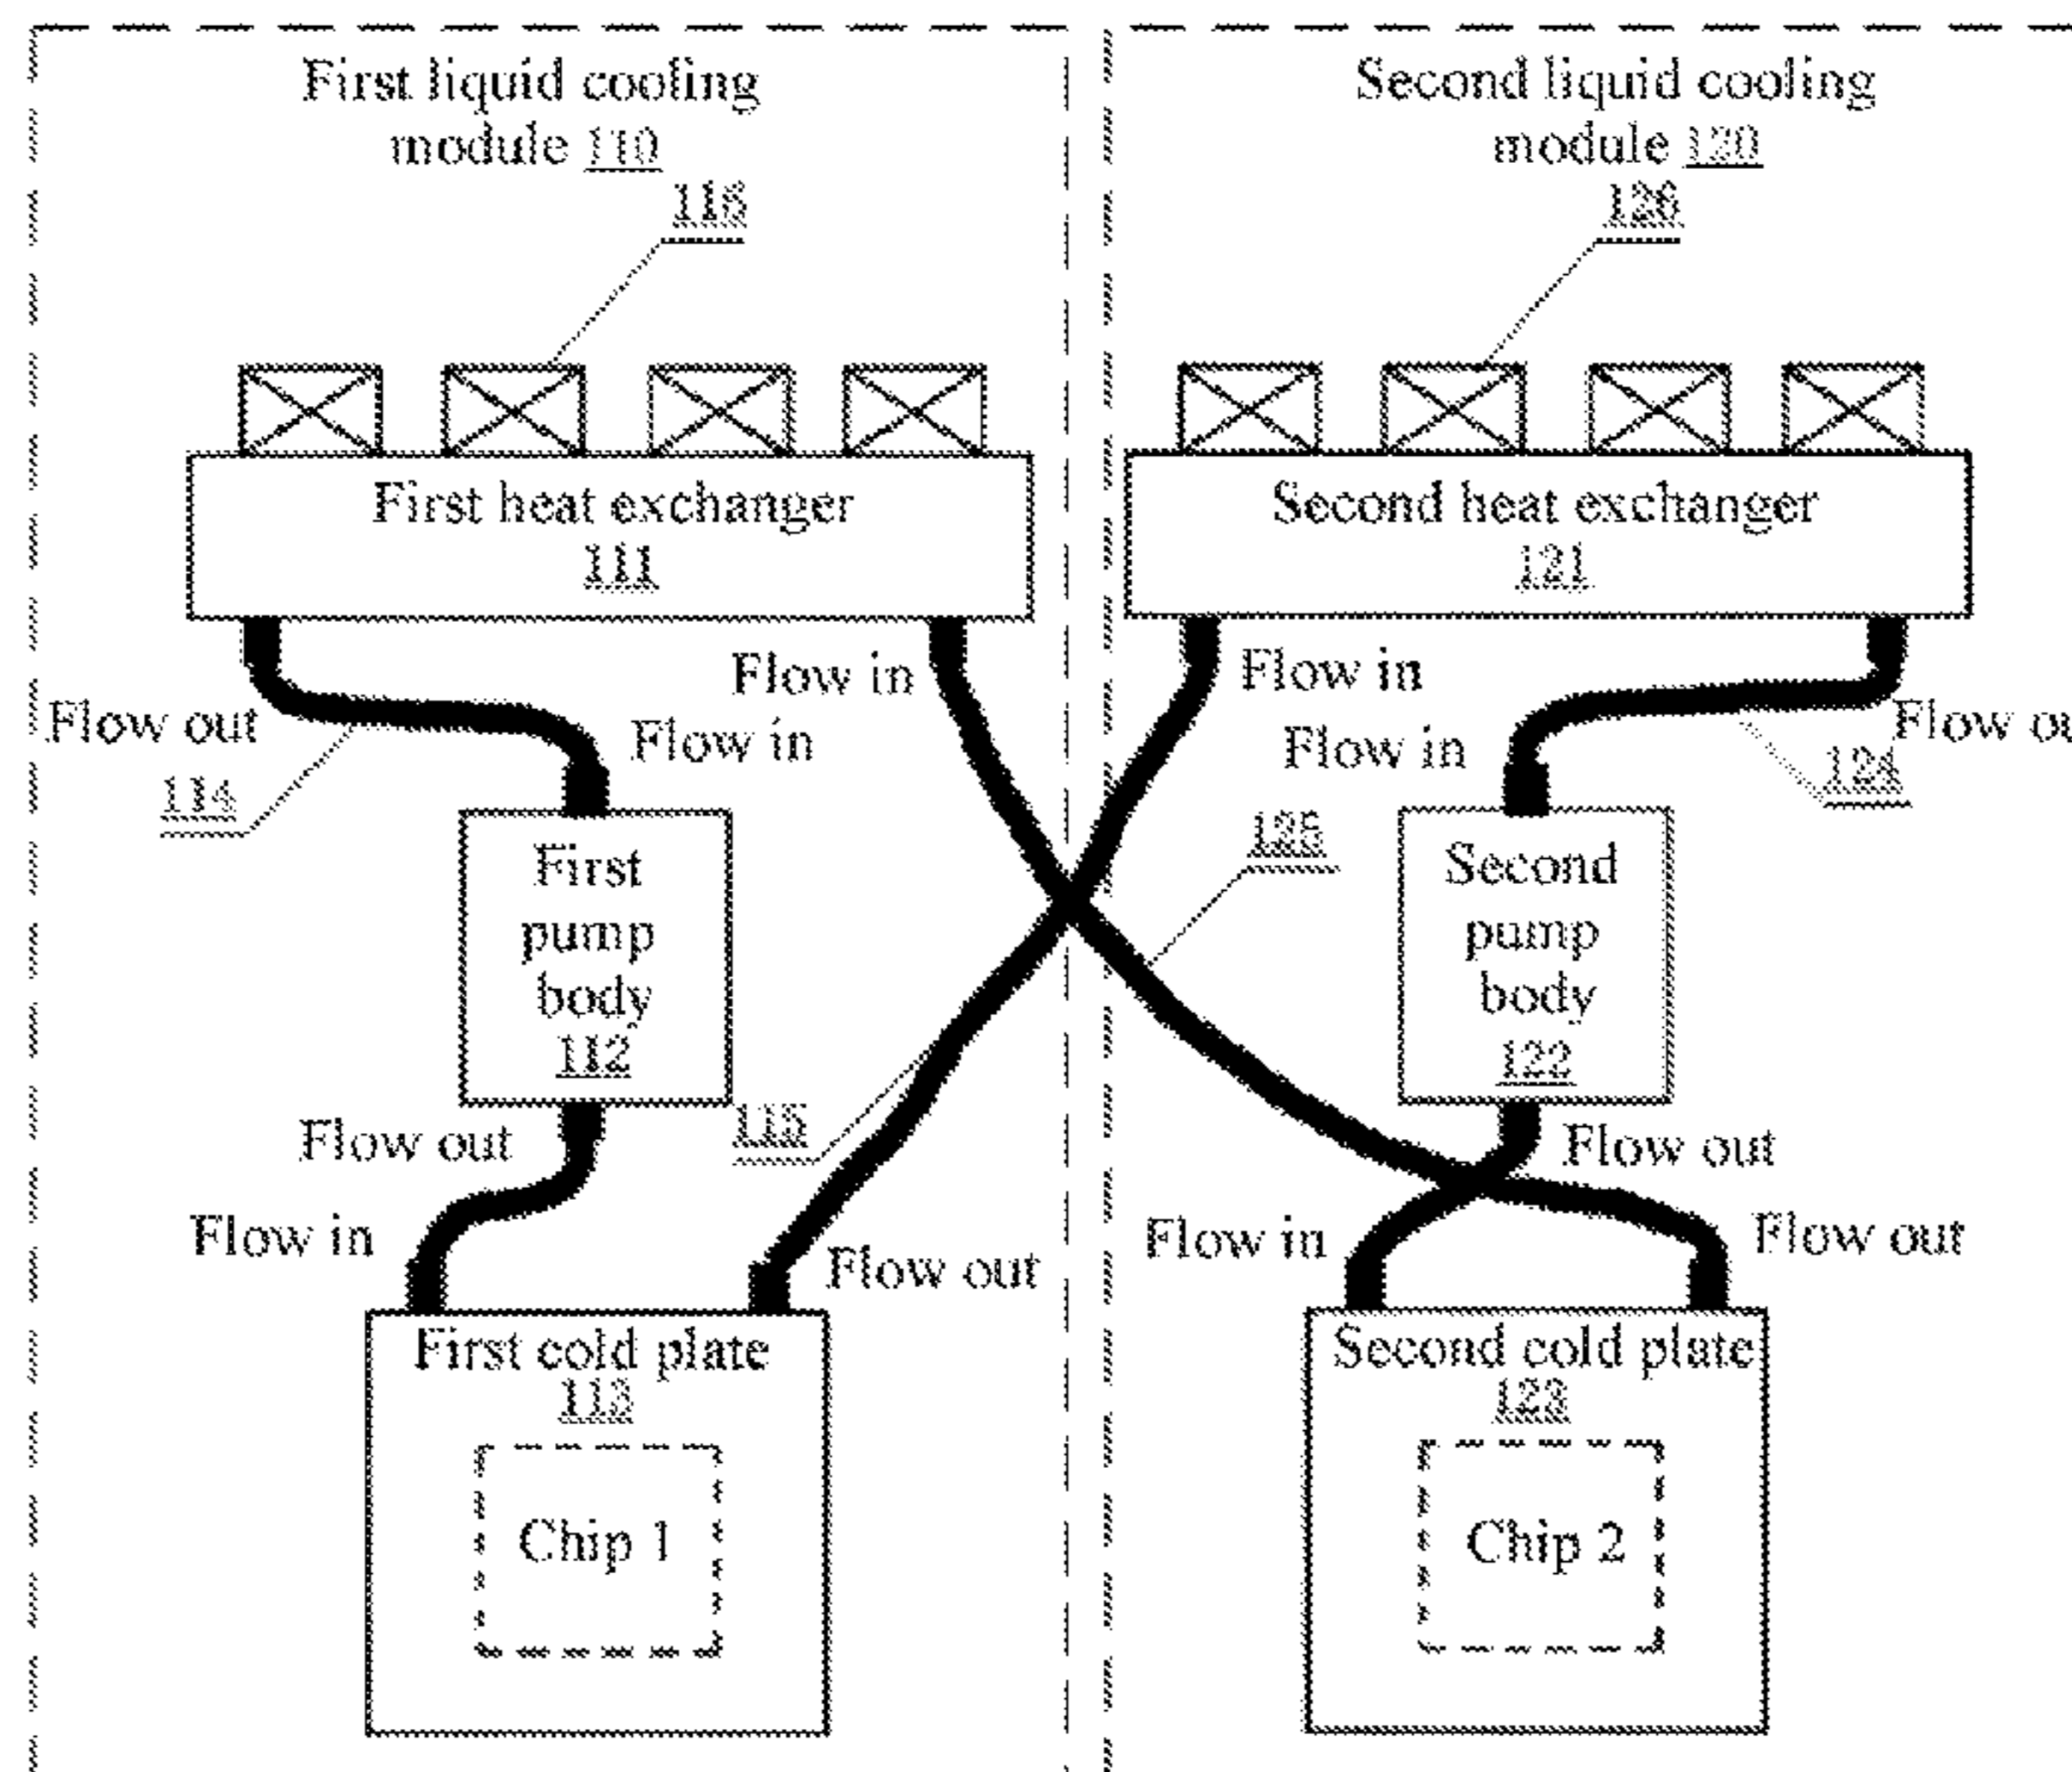 First liquid cooling
module 110
116
Second liquid cooling
module 120
126
First heat exchanger
111
Second heat exchanger
121
Flow in
Flow in
Flow out
Flow in
Flow in
Flow ou
114
124
125
First
pump
body
112
Second
pump
body
122
115
Flow out
Flow out
Flow in
Flow out
Flow in
Flow out
First cold plate
113
Second cold plate
123
Chip 1
Chip 2